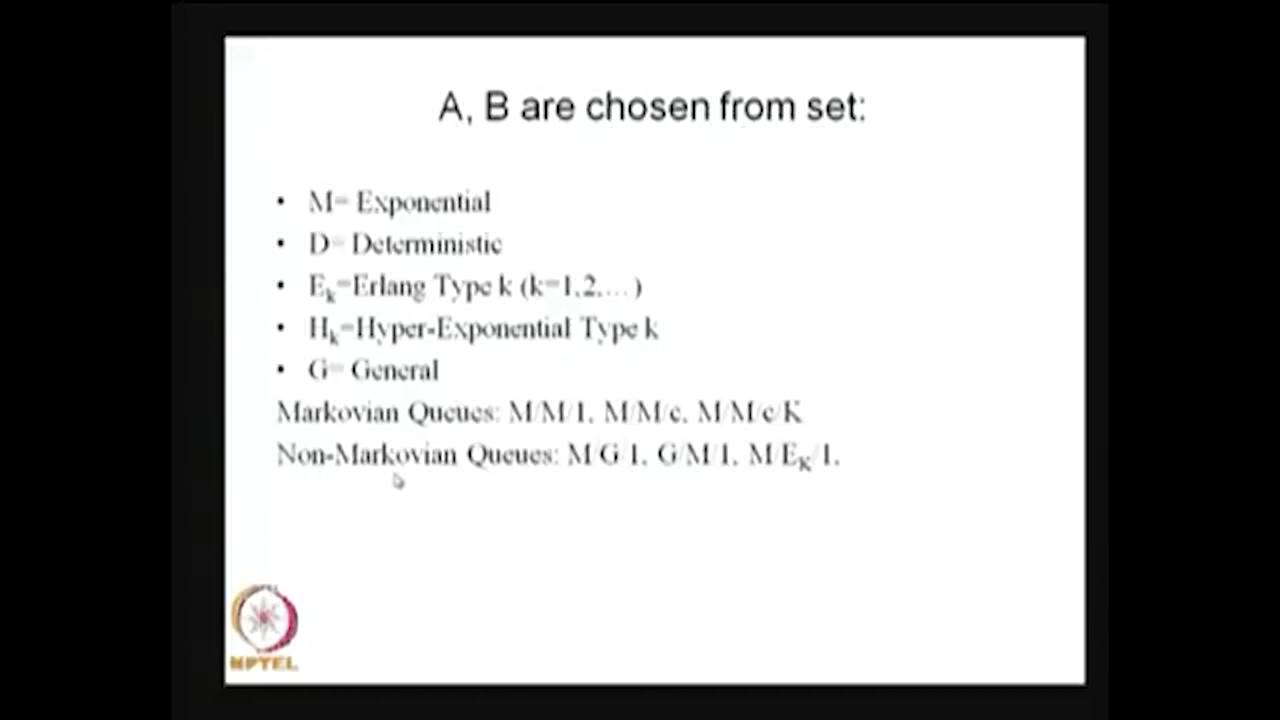 A, B are chosen from set:
• M= Exponential
• D= Deterministic
• Eₖ=Erlang Type k (k=1,2,…)
• Hₖ=Hyper-Exponential Type k
• G= General
Markovian Queues: M/M/1, M/M/c, M/M/c/K
Non-Markovian Queues: M/G/1, G/M/1, M/E_K/1,
NPTEL